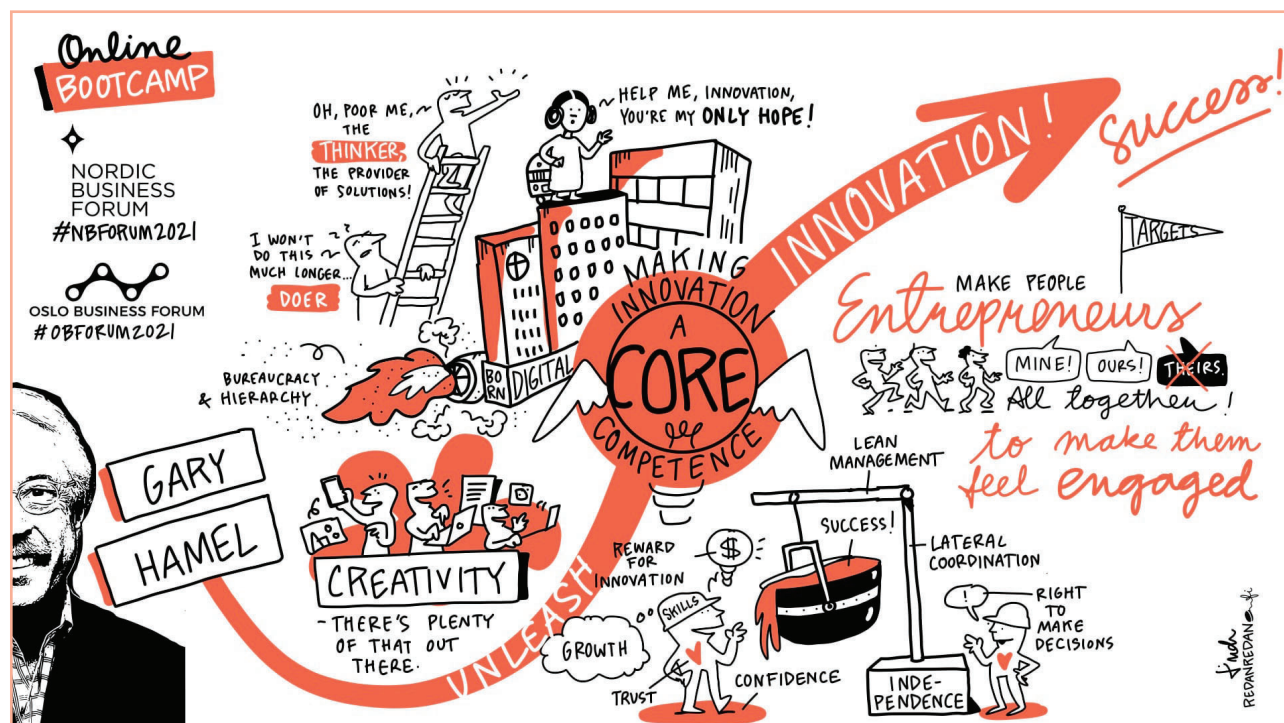 Online
BOOTCAMP
NORDIC
BUSINESS
FORUM
#NBFORUM2021
OSLO BUSINESS FORUM
#OBFORUM2021
GARY
HAMEL
OH, POOR ME,
THE
THINKER,
THE PROVIDER
OF SOLUTIONS!
I WON'T
DO THIS
MUCH LONGER...
DOER
HELP ME, INNOVATION,
YOU'RE MY ONLY HOPE!
BUREAUCRACY
& HIERARCHY
BORN
DIGITAL
CREATIVITY
- THERE'S PLENTY
OF THAT OUT
THERE.
UNLEASH
MAKING
INNOVATION
A
CORE
COMPETENCE
INNOVATION!
Success!
TARGETS
MAKE PEOPLE
Entrepreneurs
MINE!
OURS!
THEIRS.
All together!
to make them
feel engaged
LEAN
MANAGEMENT
SUCCESS!
LATERAL
COORDINATION
REWARD
FOR
INNOVATION
$
SKILLS
GROWTH
TRUST
CONFIDENCE
!
RIGHT
TO
MAKE
DECISIONS
INDE-
PENDENCE
REDANREDAN